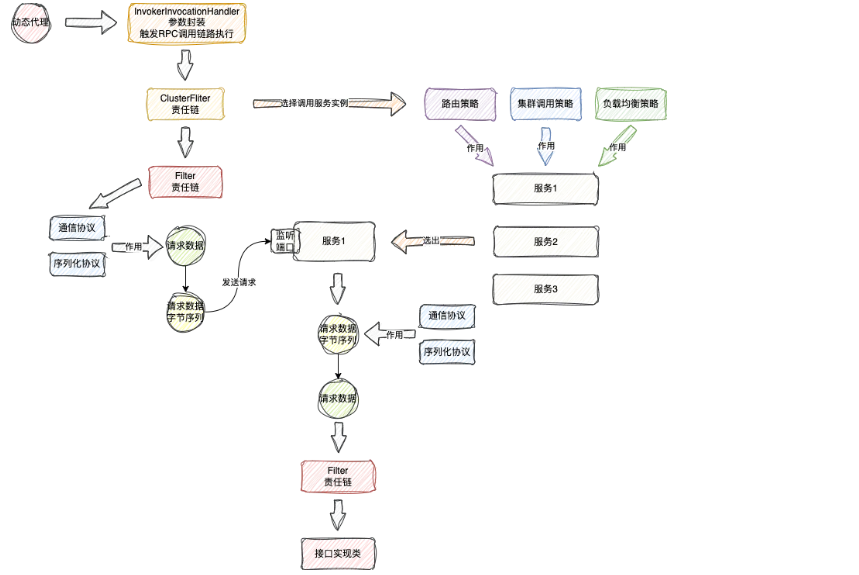 动态代理
InvokerInvocationHandler
参数封装
触发RPC调用链路执行
ClusterFliter
责任链
选择调用服务实例
路由策略
集群调用策略
负载均衡策略
作用
作用
作用
Filter
责任链
服务1
通信协议
序列化协议
作用
请求数据
监听
端口
服务1
选出
服务2
发送请求
服务3
请求数据
字节序列
请求数据
字节序列
作用
通信协议
序列化协议
请求数据
Filter
责任链
接口实现类